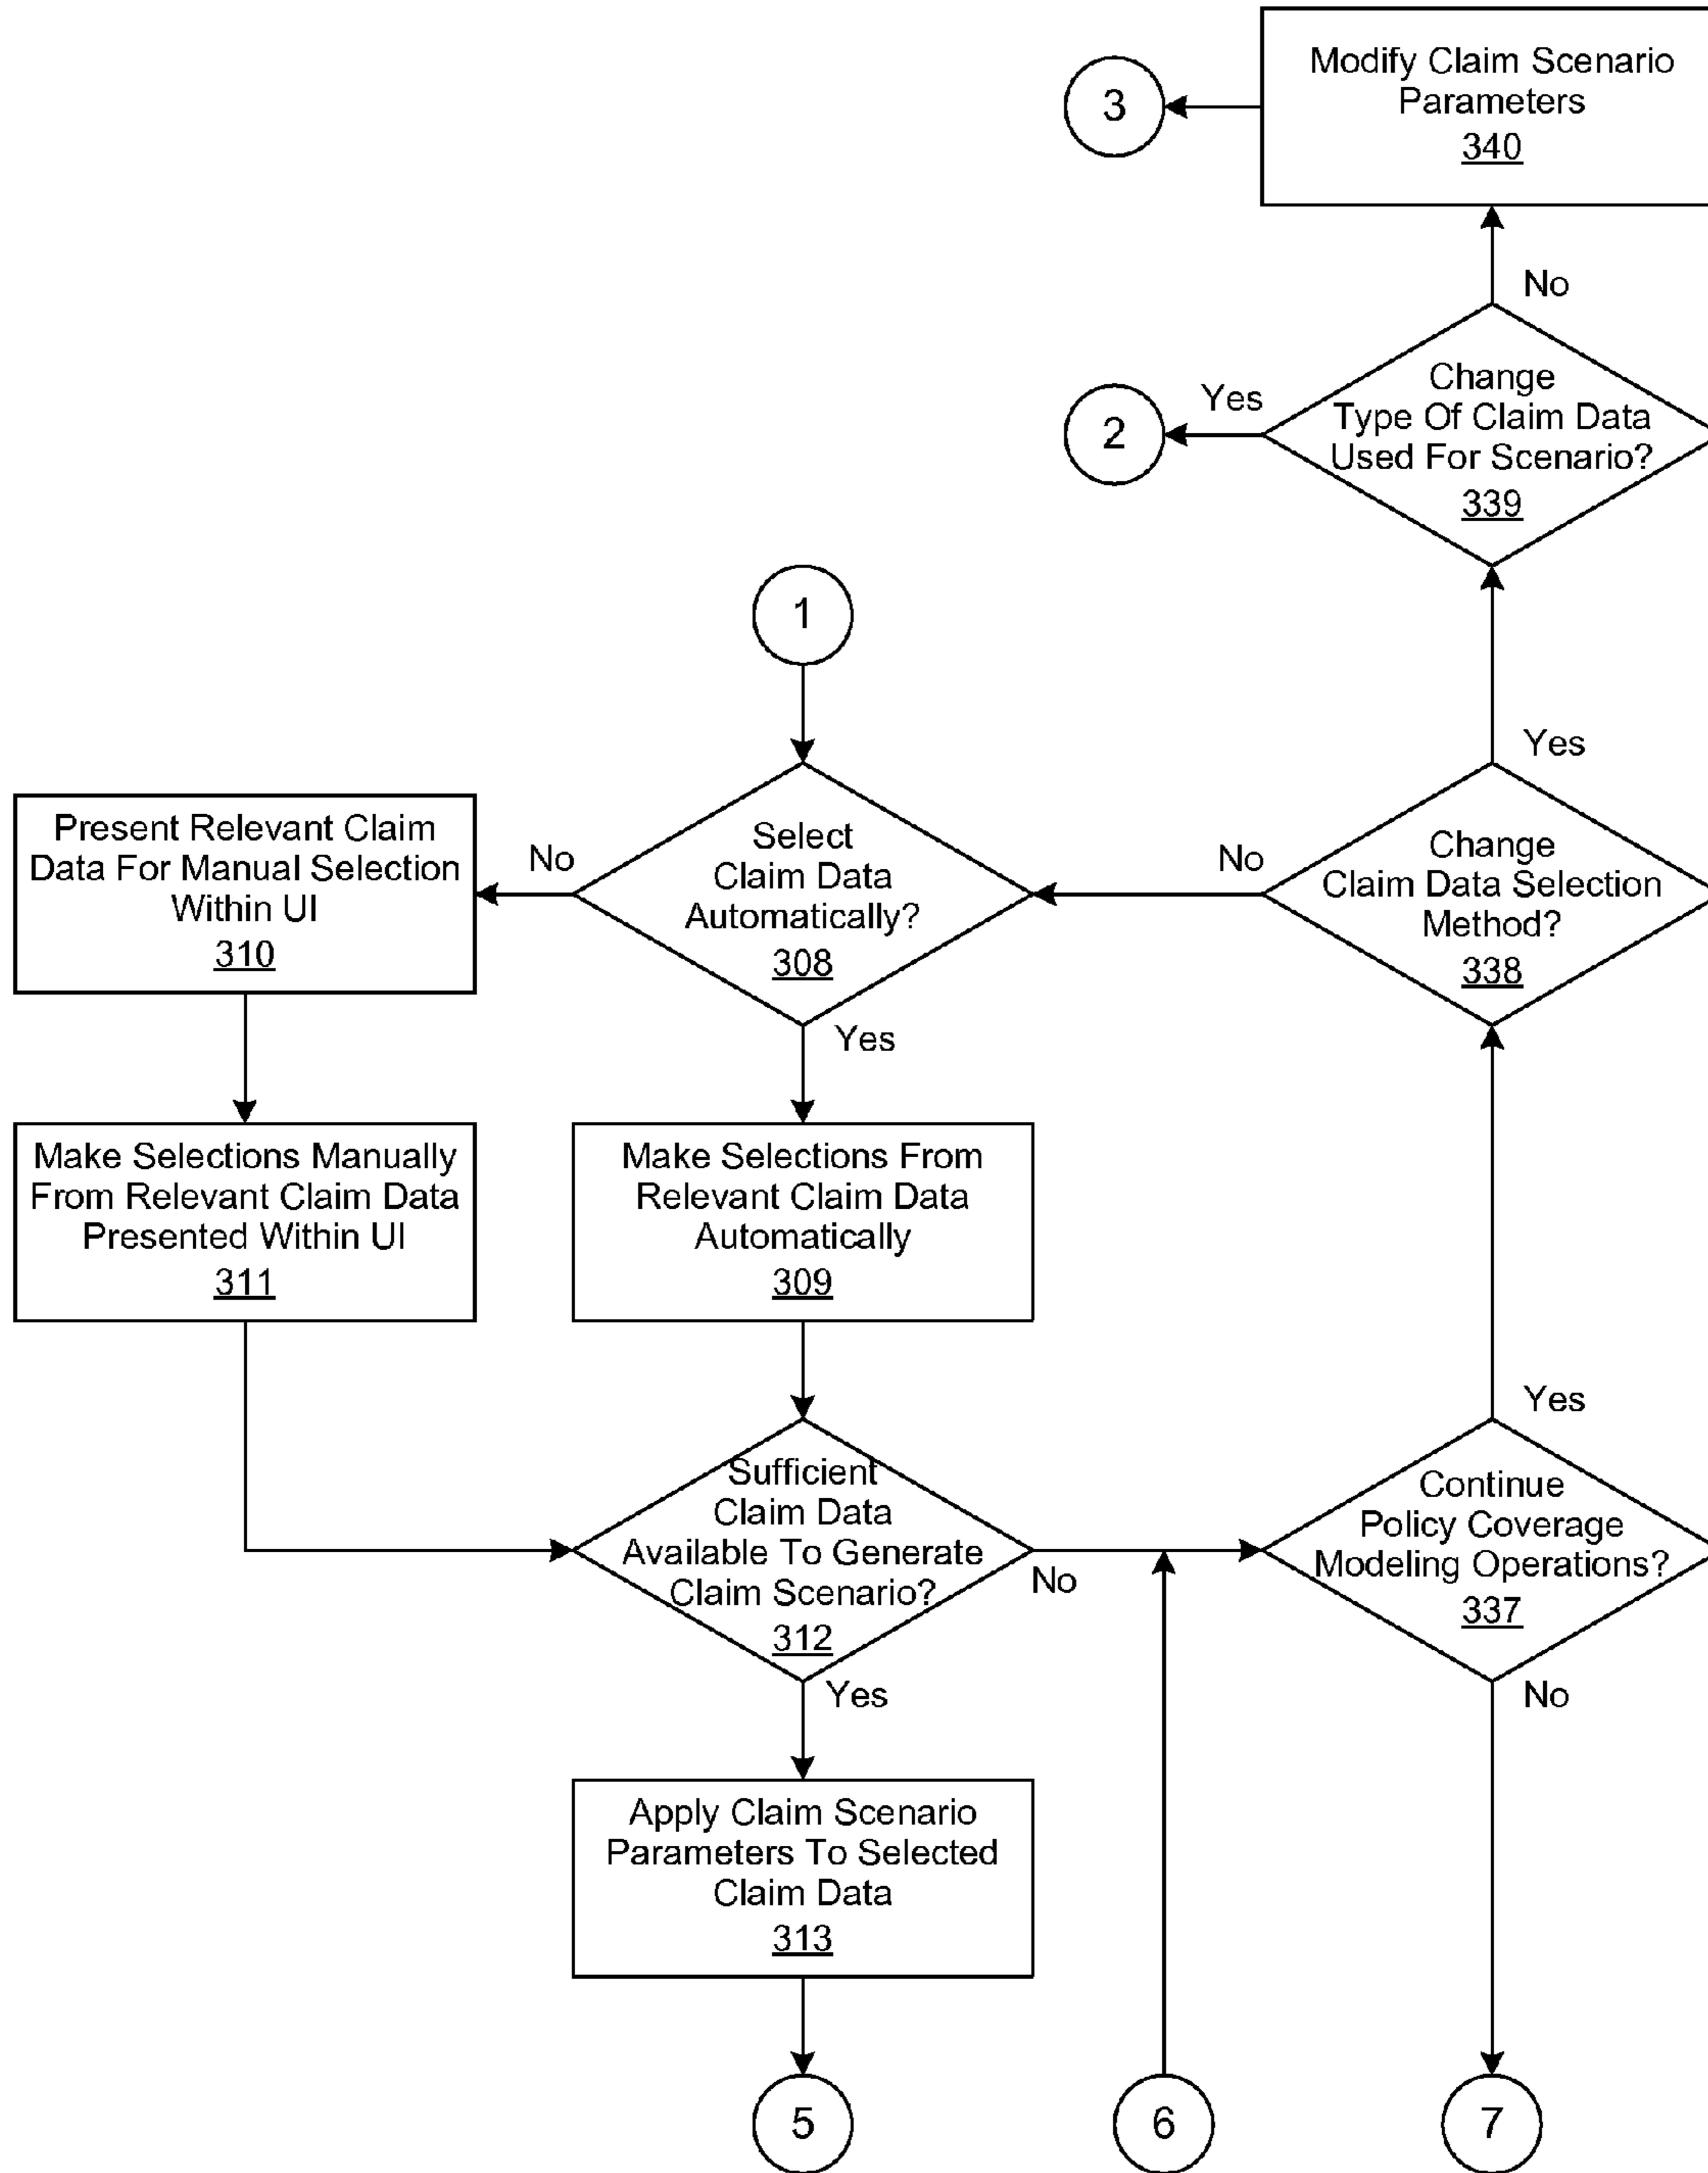 Modify Claim Scenario
Parameters
340
3
No
Change
Type Of Claim Data
Used For Scenario?
339
Yes
2
1
Yes
Present Relevant Claim
Data For Manual Selection
Within UI
310
No
Select
Claim Data
Automatically?
308
No
Change
Claim Data Selection
Method?
338
Yes
Make Selections Manually
From Relevant Claim Data
Presented Within UI
311
Make Selections From
Relevant Claim Data
Automatically
309
Yes
Sufficient
Claim Data
Available To Generate
Claim Scenario?
312
No
Continue
Policy Coverage
Modeling Operations?
337
Yes
No
Apply Claim Scenario
Parameters To Selected
Claim Data
313
5
6
7